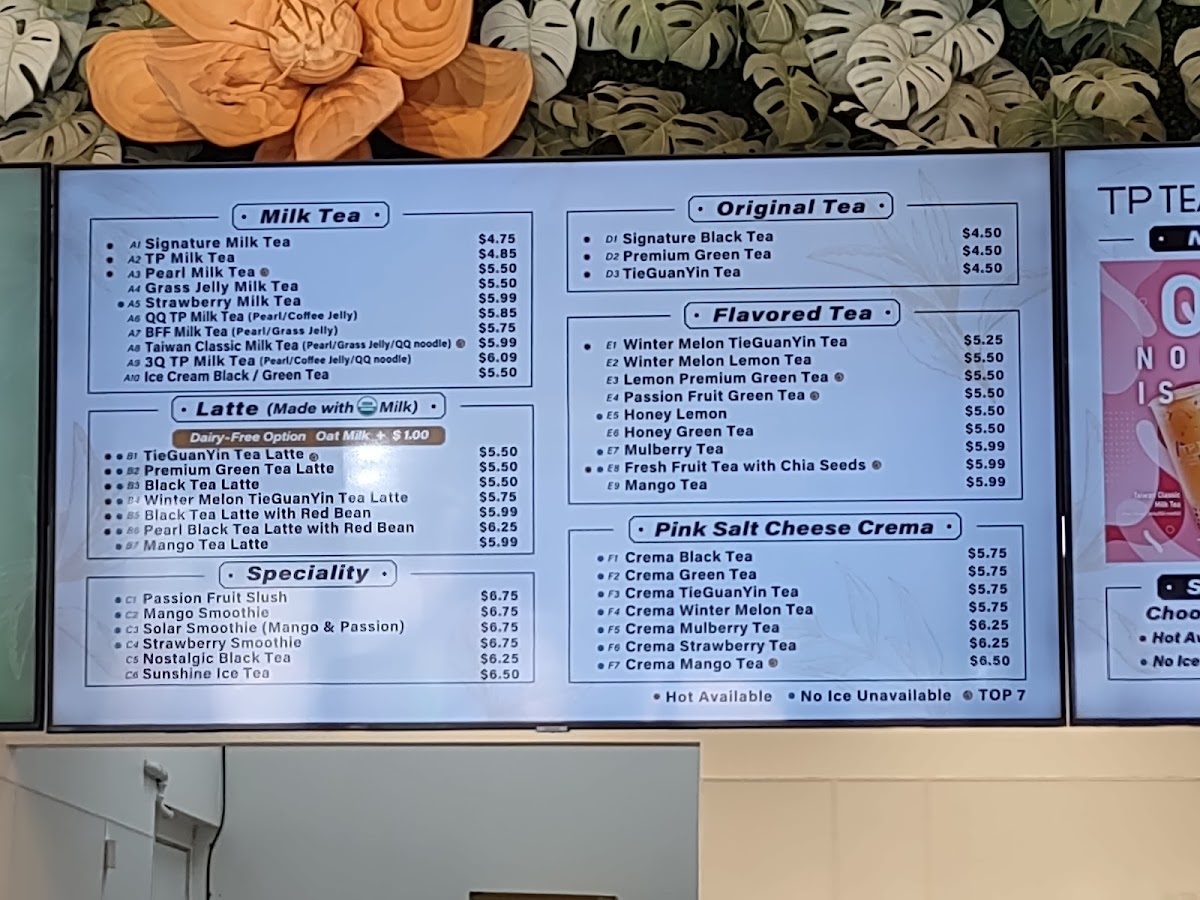 Milk Tea
A1 Signature Milk Tea $4.75
A2 TP Milk Tea $4.85
A3 Pearl Milk Tea $5.50
A4 Grass Jelly Milk Tea $5.50
A5 Strawberry Milk Tea $5.99
A6 QQ TP Milk Tea (Pearl/Coffee Jelly) $5.85
A7 BFF Milk Tea (Pearl/Grass Jelly) $5.75
A8 Taiwan Classic Milk Tea (Pearl/Grass Jelly/QQ noodle) $5.99
A9 3Q TP Milk Tea (Pearl/Coffee Jelly/QQ noodle) $6.09
A10 Ice Cream Black / Green Tea $5.50
Latte (Made with Milk)
Dairy-Free Option Oat Milk + $1.00
B1 TieGuanYin Tea Latte $5.50
B2 Premium Green Tea Latte $5.50
B3 Black Tea Latte $5.50
B4 Winter Melon TieGuanYin Tea Latte $5.75
B5 Black Tea Latte with Red Bean $5.99
B6 Pearl Black Tea Latte with Red Bean $6.25
B7 Mango Tea Latte $5.99
Speciality
C1 Passion Fruit Slush $6.75
C2 Mango Smoothie $6.75
C3 Solar Smoothie (Mango & Passion) $6.75
C4 Strawberry Smoothie $6.75
C5 Nostalgic Black Tea $6.25
C6 Sunshine Ice Tea $6.50
Original Tea
D1 Signature Black Tea $4.50
D2 Premium Green Tea $4.50
D3 TieGuanYin Tea $4.50
Flavored Tea
E1 Winter Melon TieGuanYin Tea $5.25
E2 Winter Melon Lemon Tea $5.50
E3 Lemon Premium Green Tea $5.50
E4 Passion Fruit Green Tea $5.50
E5 Honey Lemon $5.50
E6 Honey Green Tea $5.50
E7 Mulberry Tea $5.99
E8 Fresh Fruit Tea with Chia Seeds $5.99
E9 Mango Tea $5.99
Pink Salt Cheese Crema
F1 Crema Black Tea $5.75
F2 Crema Green Tea $5.75
F3 Crema TieGuanYin Tea $5.75
F4 Crema Winter Melon Tea $5.75
F5 Crema Mulberry Tea $6.25
F6 Crema Strawberry Tea $6.25
F7 Crema Mango Tea $6.50
Hot Available No Ice Unavailable TOP 7
TP TEA
Q
NO
IS
Taiwan Classic
Milk Tea
S
Choo
Hot Av
No Ice